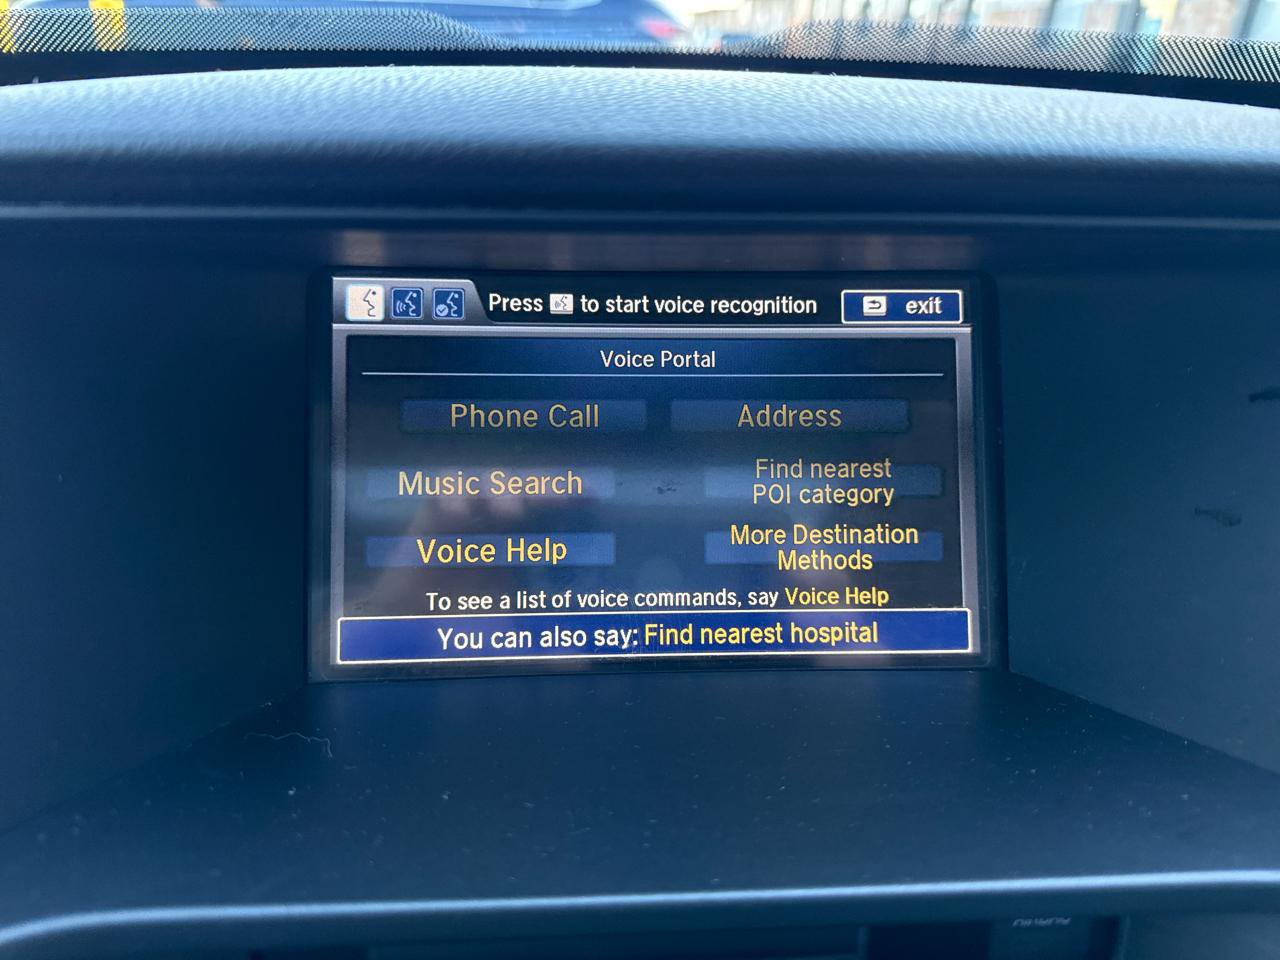 Press to start voice recognition
exit
Voice Portal
Phone Call
Address
Music Search
Find nearest
POI category
Voice Help
More Destination
Methods
To see a list of voice commands, say Voice Help
You can also say: Find nearest hospital